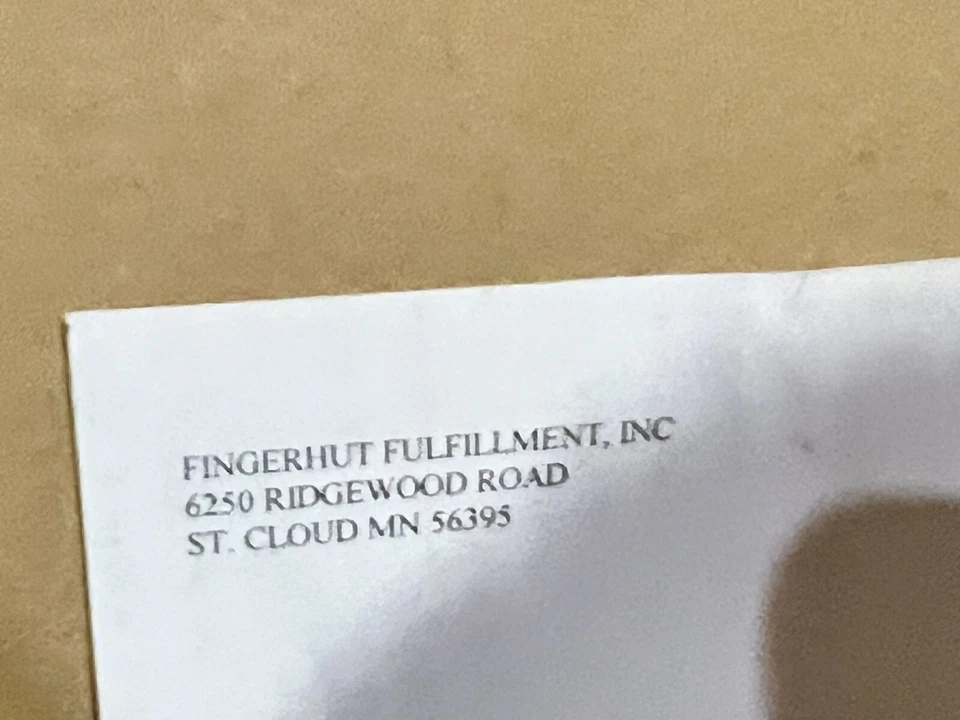 FINGERHUT FULFILLMENT, INC
6250 RIDGEWOOD ROAD
ST. CLOUD MN 56395